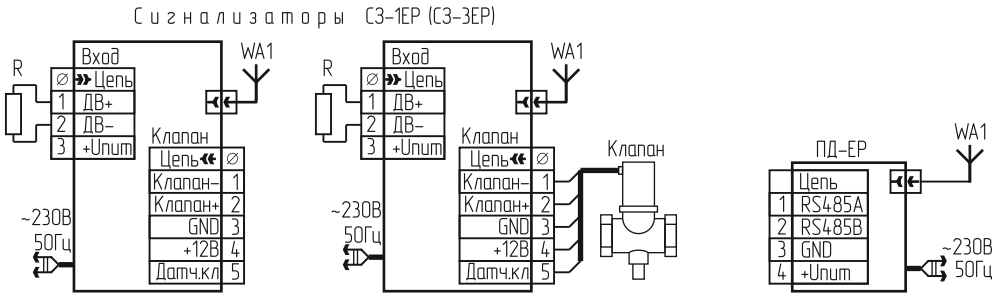 Сигнализаторы СЗ-1ЕР (СЗ-3ЕР)
R
Вход
∅ Цепь
1 ДВ+
2 ДВ-
3 +Uпит
WA1
Клапан
Цепь ∅
Клапан- 1
Клапан+ 2
GND 3
+12В 4
Датч.кл 5
~230В
50Гц
R
Вход
∅ Цепь
1 ДВ+
2 ДВ-
3 +Uпит
WA1
Клапан
Цепь ∅
Клапан- 1
Клапан+ 2
GND 3
+12В 4
Датч.кл 5
~230В
50Гц
Клапан
ПД-ЕР
WA1
Цепь
1 RS485A
2 RS485B
3 GND
4 +Uпит
~230В
50Гц